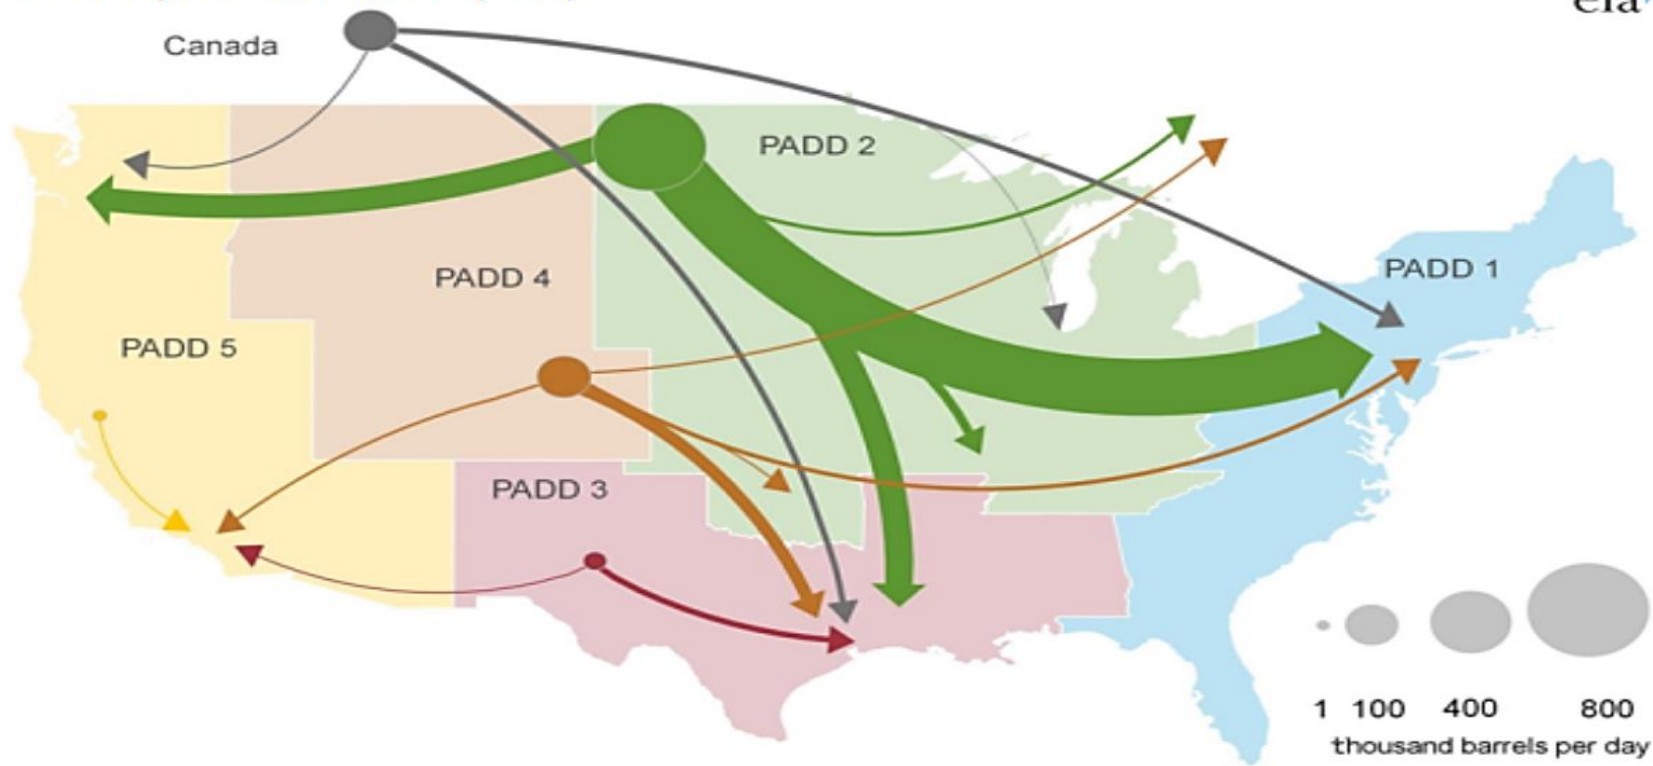 eia
Canada
PADD 2
PADD 1
PADD 4
PADD 5
PADD 3
1 100 400 800
thousand barrels per day